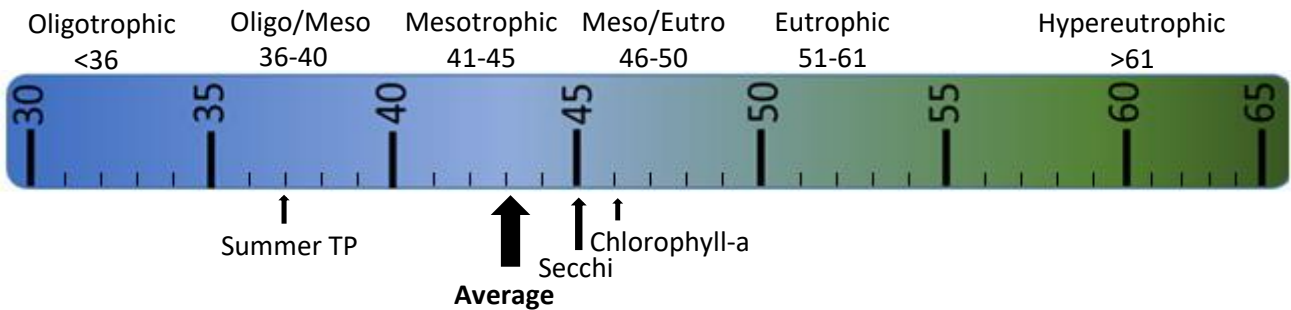 Oligotrophic Oligo/Meso Mesotrophic Meso/Eutro Eutrophic Hypereutrophic
<36 36-40 41-45 46-50 51-61 >61
30 35 40 45 50 55 60 65
Summer TP Chlorophyll-a
Secchi
Average